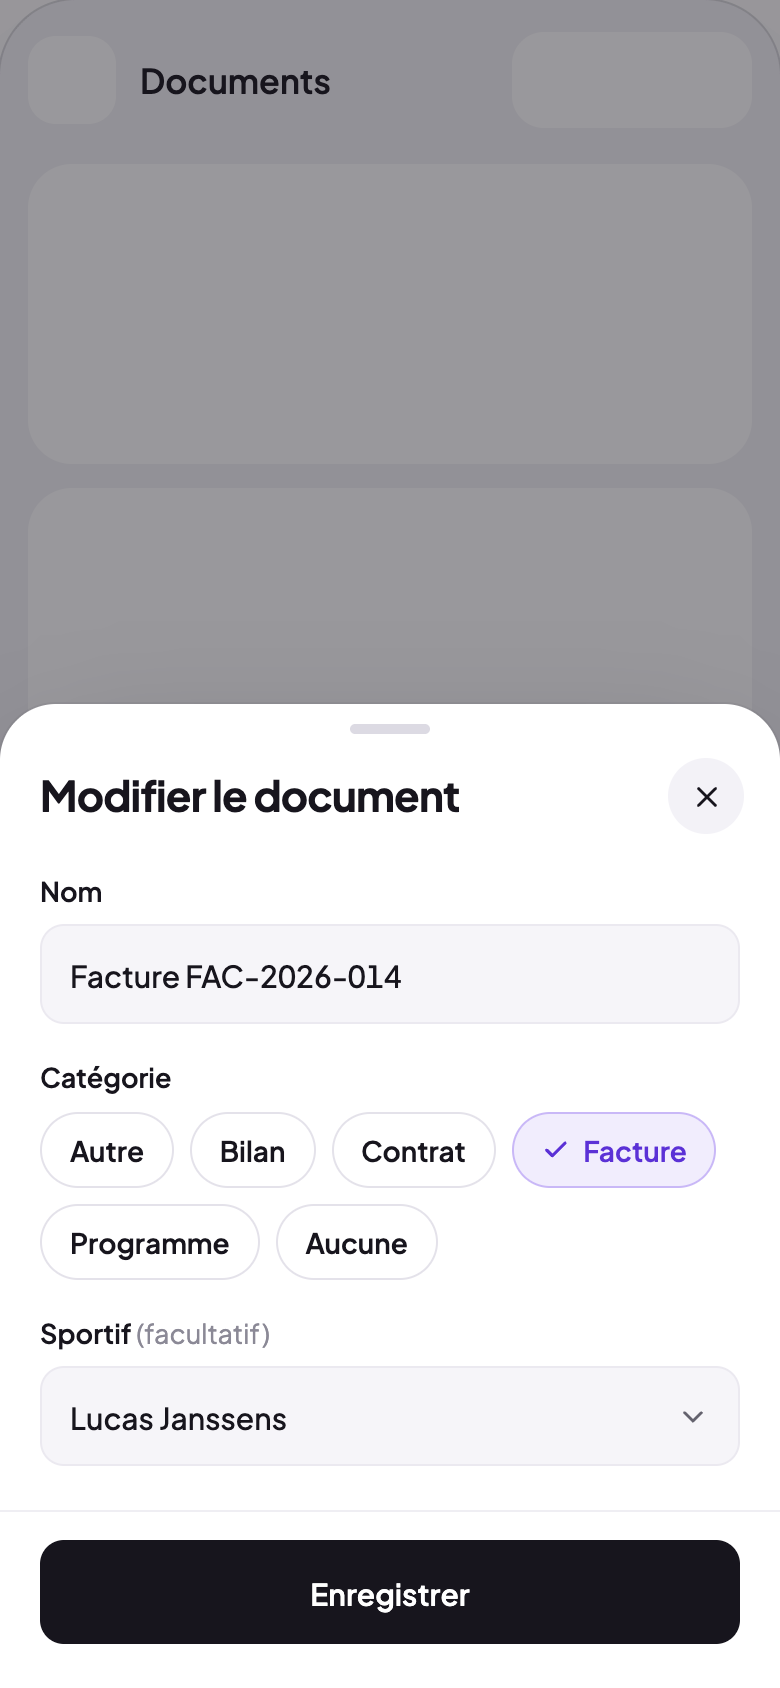 Documents
Modifier le document
Nom
Facture FAC-2026-014
Catégorie
Autre Bilan Contrat Facture
Programme Aucune
Sportif (facultatif)
Lucas Janssens
Enregistrer